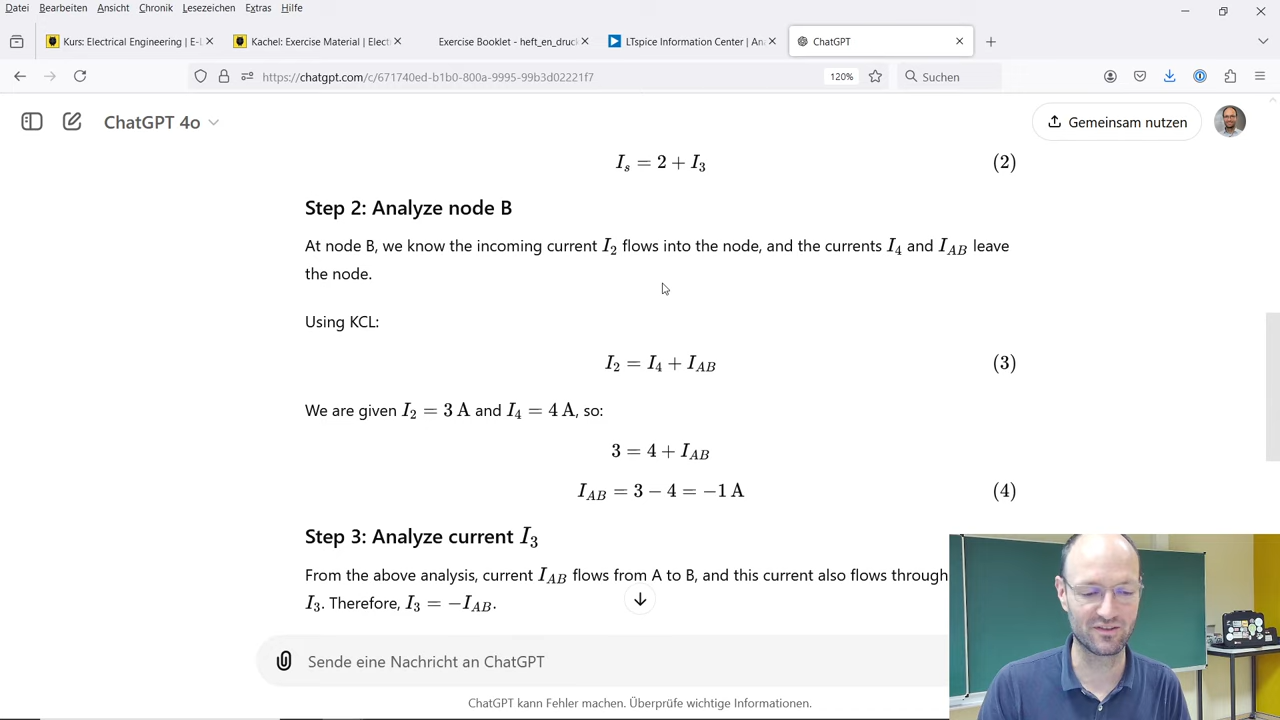 Datei Bearbeiten Ansicht Chronik Lesezeichen Extras Hilfe
Kurs: Electrical Engineering | E-L
Kachel: Exercise Material | Elect
Exercise Booklet - heft_en_druck
LTspice Information Center | An
ChatGPT
https://chatgpt.com/c/671740ed-b1b0-800a-9995-99b3d02221f7
120%
Suchen
ChatGPT 4o
Gemeinsam nutzen
I_s = 2 + I_3 (2)
Step 2: Analyze node B
At node B, we know the incoming current I_2 flows into the node, and the currents I_4 and I_AB leave
the node.
Using KCL:
I_2 = I_4 + I_AB (3)
We are given I_2 = 3 A and I_4 = 4 A, so:
3 = 4 + I_AB
I_AB = 3 − 4 = −1 A (4)
Step 3: Analyze current I_3
From the above analysis, current I_AB flows from A to B, and this current also flows through
I_3. Therefore, I_3 = −I_AB.
Sende eine Nachricht an ChatGPT
ChatGPT kann Fehler machen. Überprüfe wichtige Informationen.